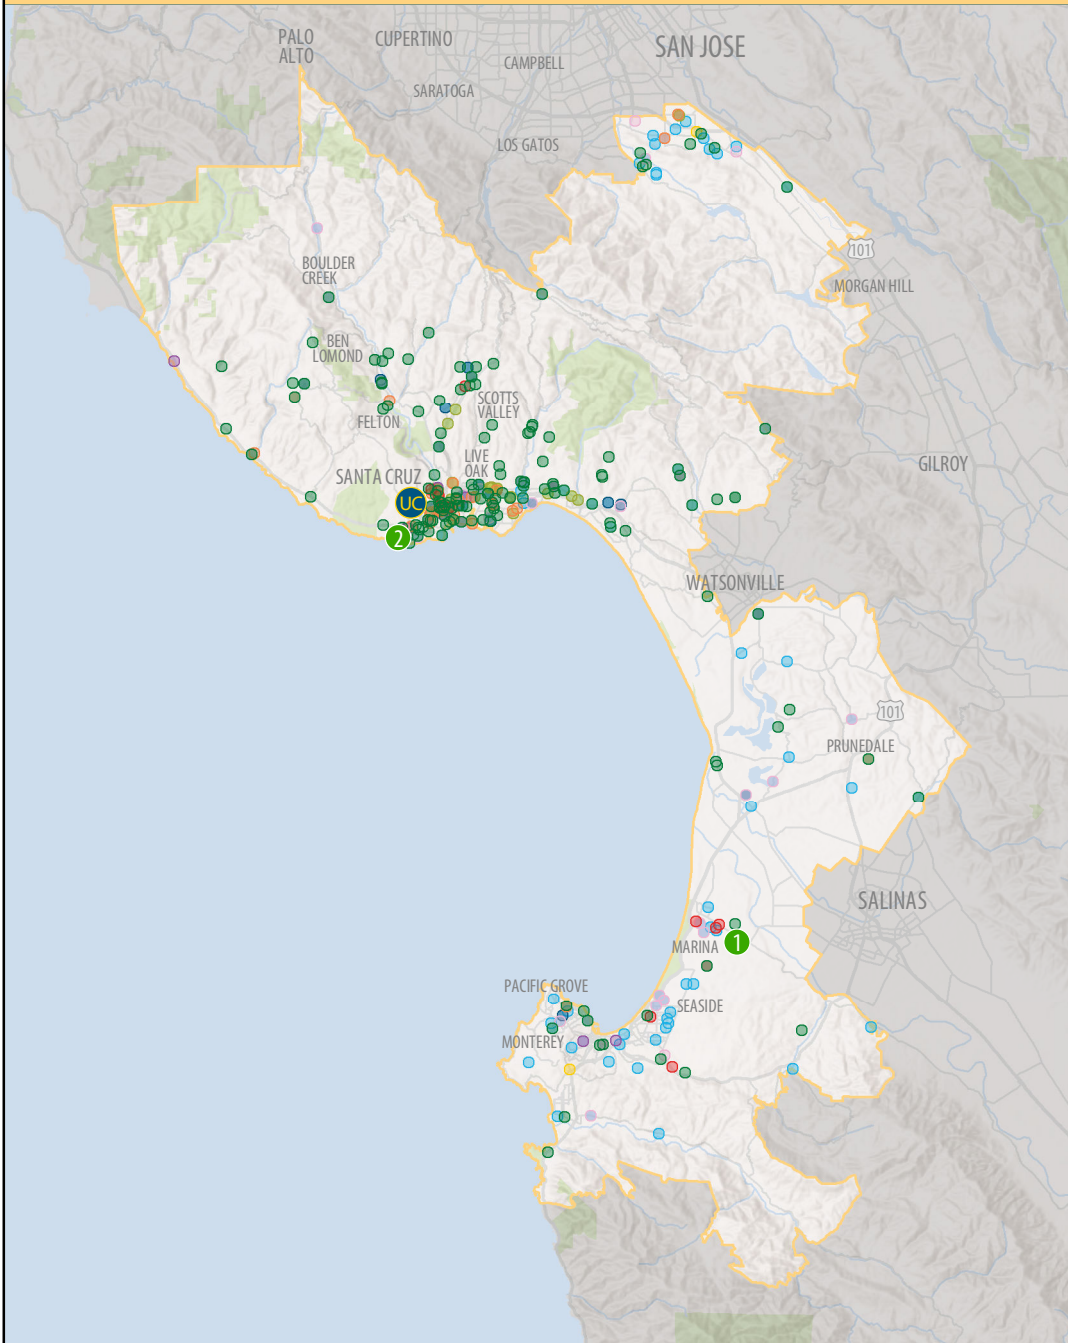 PALO
ALTO
CUPERTINO
SAN JOSE
CAMPBELL
SARATOGA
LOS GATOS
101
MORGAN HILL
BOULDER
CREEK
BEN
LOMOND
SCOTTS
VALLEY
FELTON
LIVE
OAK
GILROY
SANTA CRUZ
UC
2
WATSONVILLE
101
PRUNEDALE
SALINAS
MARINA
1
PACIFIC GROVE
SEASIDE
MONTEREY